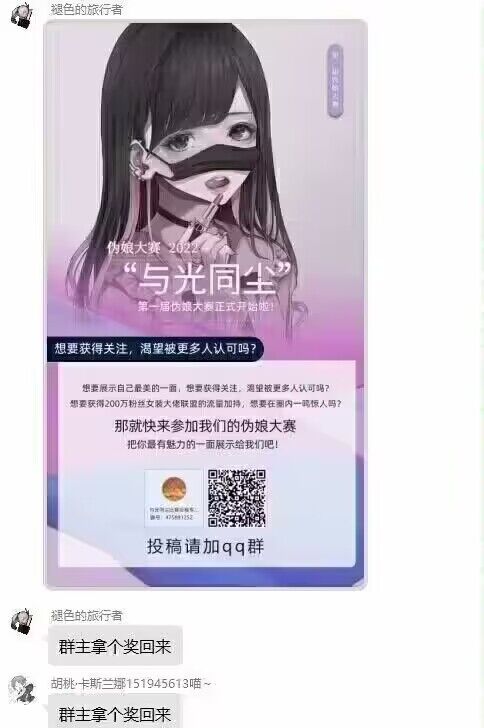 褪色的旅行者
第一届伪娘大赛
伪娘大赛 2022
“与光同尘”
第一届伪娘大赛正式开始啦!
想要获得关注，渴望被更多人认可吗?
想要展示自己最美的一面，想要获得关注，渴望被更多人认可吗?
想要获得200万粉丝女装大佬联盟的流量加持，想要在圈内一鸣惊人吗?
那就快来参加我们的伪娘大赛
把你最有魅力的一面展示给我们吧!
投稿请加qq群
褪色的旅行者
群主拿个奖回来
胡桃·卡斯兰娜151945613喵~
群主拿个奖回来